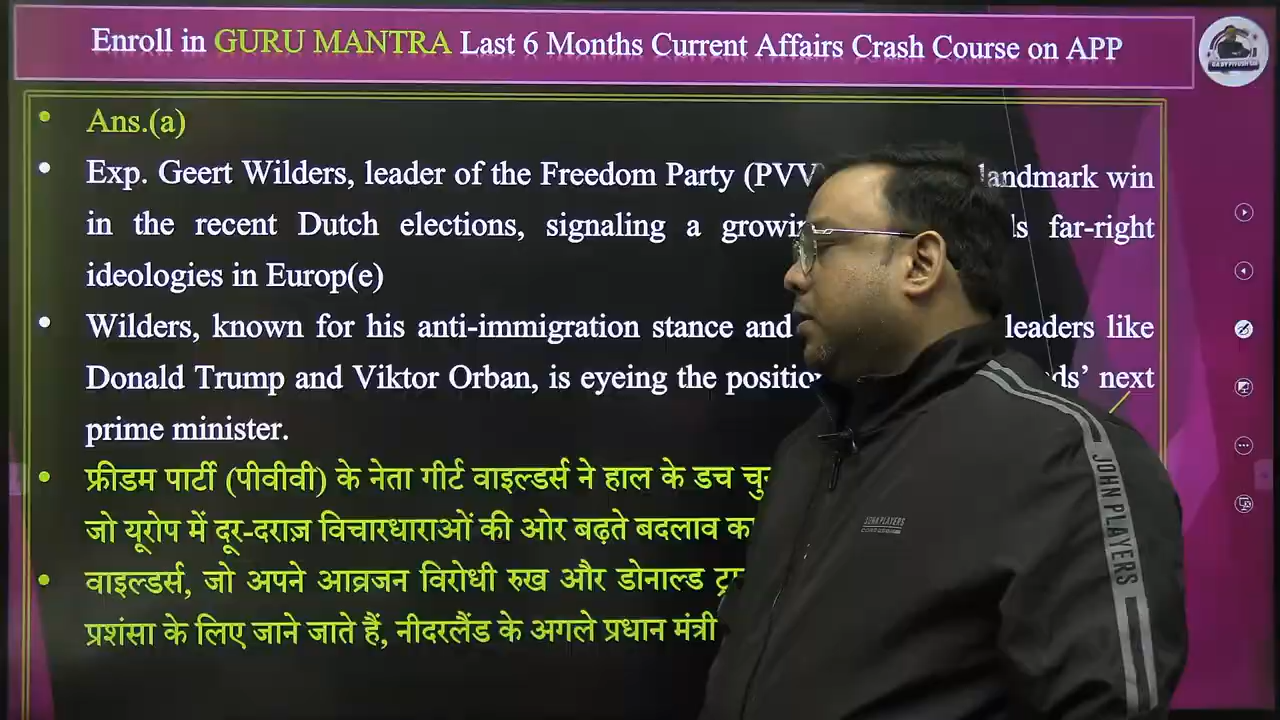 Enroll in GURU MANTRA Last 6 Months Current Affairs Crash Course on APP
• Ans.(a)
• Exp. Geert Wilders, leader of the Freedom Party (PVV) landmark win
in the recent Dutch elections, signaling a far-right
ideologies in Europ(e)
• Wilders, known for his anti-immigration stance and leaders like
Donald Trump and Viktor Orban, is eyeing the next
prime minister.
• फ्रीडम पार्टी (पीवीवी) के नेता गीर्ट वाइल्डर्स ने हाल के डच
जो यूरोप में दूर-दराज़ विचारधाराओं की ओर बढ़ते बदलाव
• वाइल्डर्स, जो अपने आव्रजन विरोधी रुख और डोनाल्ड
प्रशंसा के लिए जाने जाते हैं, नीदरलैंड के अगले प्रधान मंत्री
JOHN PLAYERS